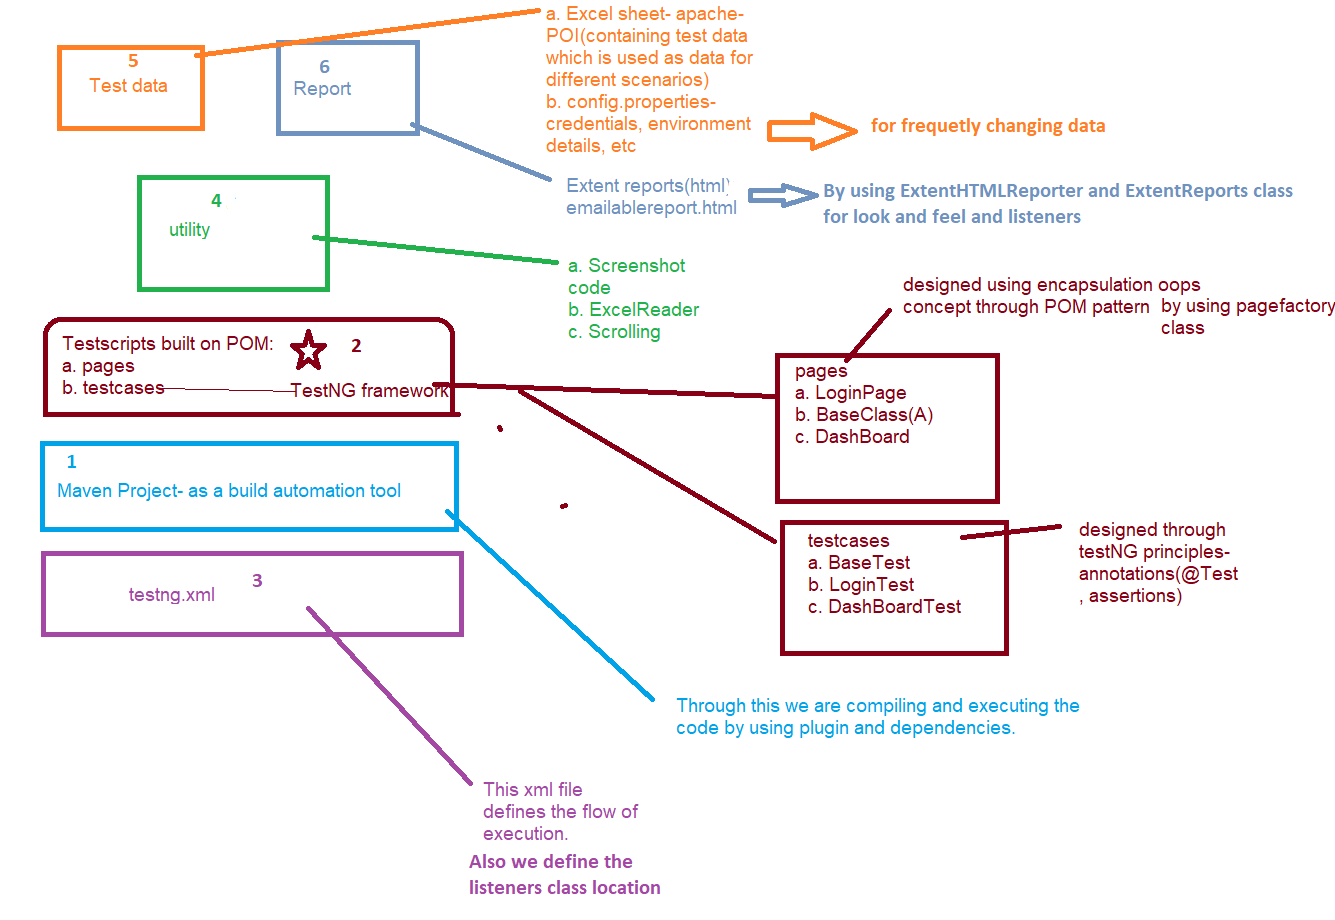 5
Test data
6
Report
a. Excel sheet- apache-
POI(containing test data
which is used as data for
different scenarios)
b. config.properties-
credentials, environment
details, etc
for frequetly changing data
Extent reports(html)
emailablereport.html
By using ExtentHTMLReporter and ExtentReports class
for look and feel and listeners
4
utility
a. Screenshot
code
b. ExcelReader
c. Scrolling
designed using encapsulation oops
concept through POM pattern
by using pagefactory
class
Testscripts built on POM:
a. pages
b. testcases
2
TestNG framework
pages
a. LoginPage
b. BaseClass(A)
c. DashBoard
1
Maven Project- as a build automation tool
testcases
a. BaseTest
b. LoginTest
c. DashBoardTest
designed through
testNG principles-
annotations(@Test
, assertions)
3
testng.xml
Through this we are compiling and executing the
code by using plugin and dependencies.
This xml file
defines the flow of
execution.
Also we define the
listeners class location